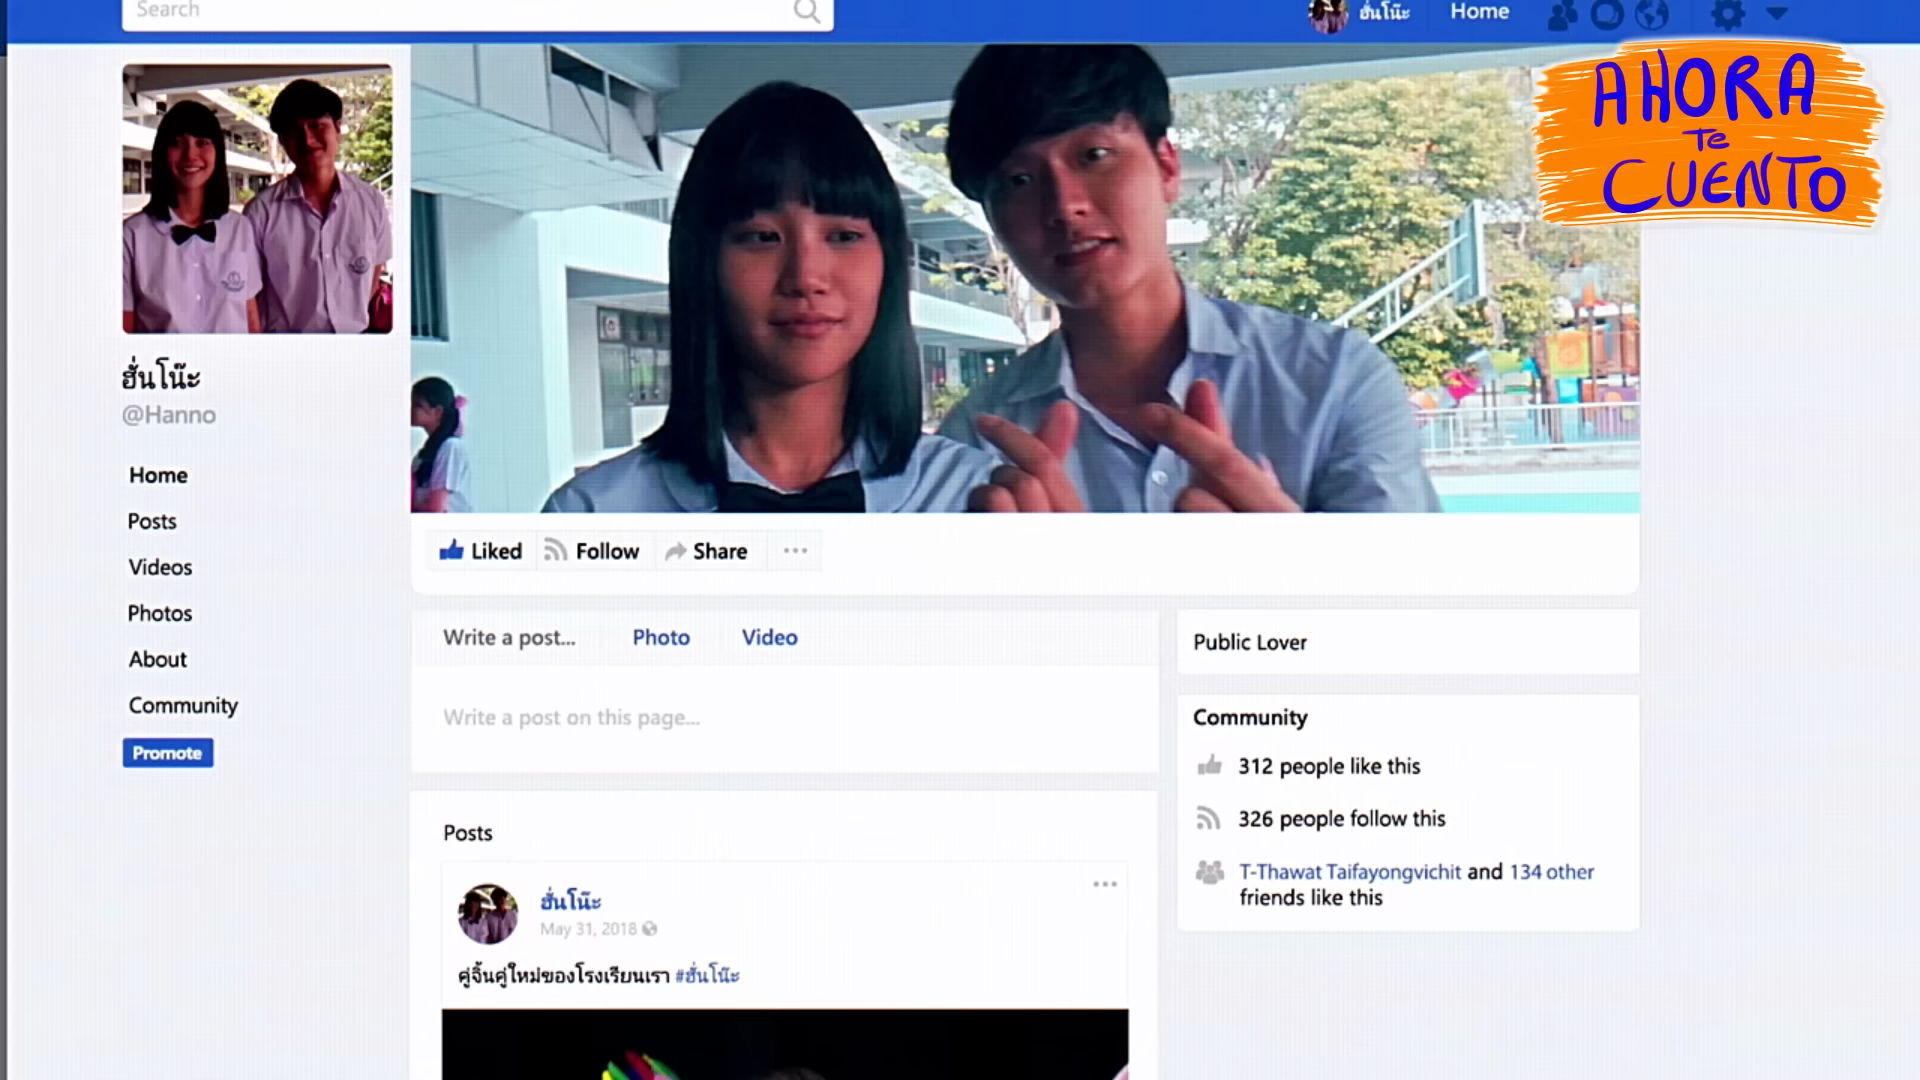 Search
ฮั่นโน๊ะ
Home
AHORA
Te
CUENTO
ฮั่นโน๊ะ
@Hanno
Home
Posts
Videos
Photos
About
Community
Promote
Liked
Follow
Share
Write a post...
Photo
Video
Write a post on this page...
Public Lover
Community
312 people like this
326 people follow this
T-Thawat Taifayongvichit and 134 other
friends like this
Posts
ฮั่นโน๊ะ
May 31, 2018
คู่จิ้นคู่ใหม่ของโรงเรียนเรา #ฮั่นโน๊ะ